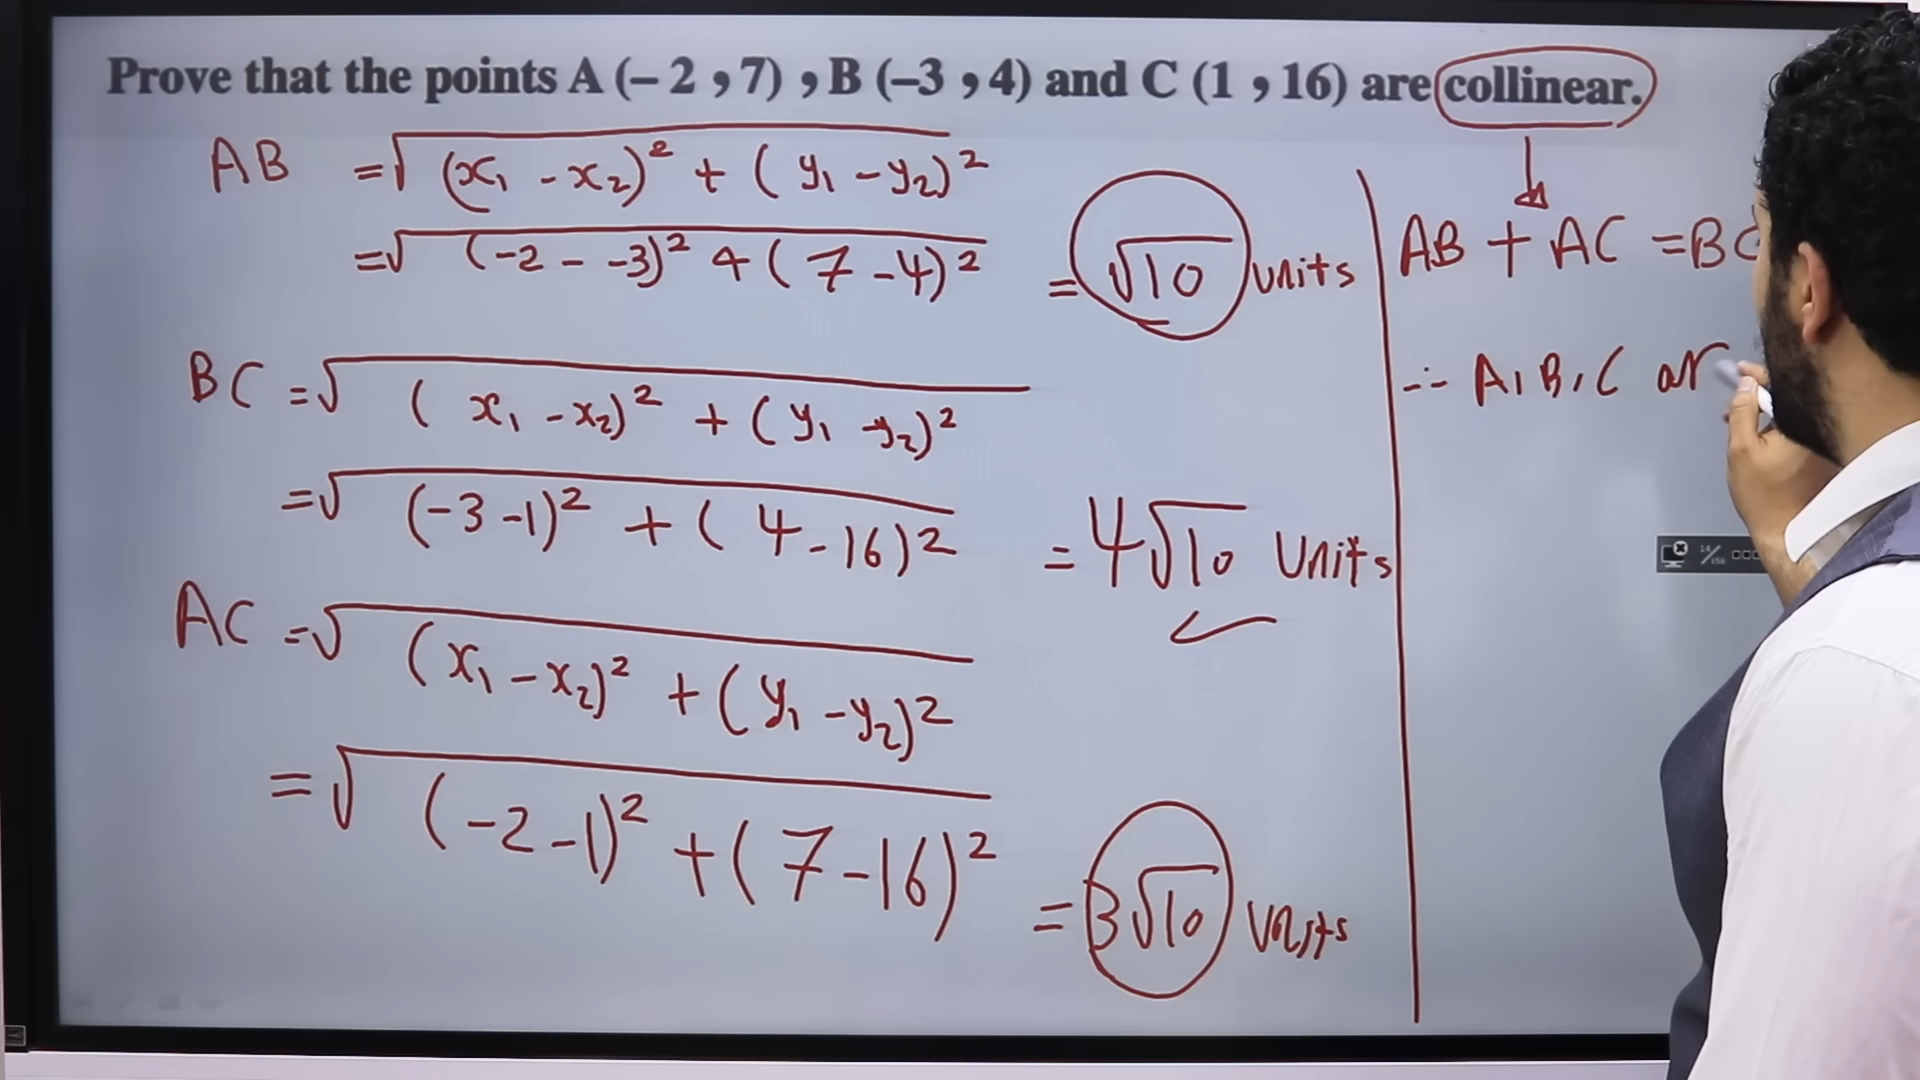 Prove that the points A (– 2 , 7) , B (–3 , 4) and C (1 , 16) are collinear.
AB = √(x₁ - x₂)² + (y₁ - y₂)²
= √(-2 - -3)² + (7 - 4)² = √10 units
BC = √(x₁ - x₂)² + (y₁ - y₂)²
= √(-3 -1)² + (4 - 16)² = 4√10 Units
AC = √(x₁ - x₂)² + (y₁ - y₂)²
= √(-2 - 1)² + (7 - 16)² = 3√10 Units
AB + AC = BC
∴ A, B, C ar
14/